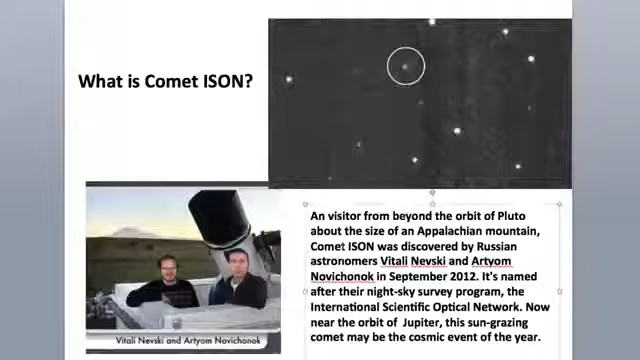 What is Comet ISON?
An visitor from beyond the orbit of Pluto
about the size of an Appalachian mountain,
Comet ISON was discovered by Russian
astronomers Vitali Nevski and Artyom
Novichonok in September 2012. It's named
after their night-sky survey program, the
International Scientific Optical Network. Now
near the orbit of Jupiter, this sun-grazing
comet may be the cosmic event of the year.
Vitali Nevski and Artyom Navichonok